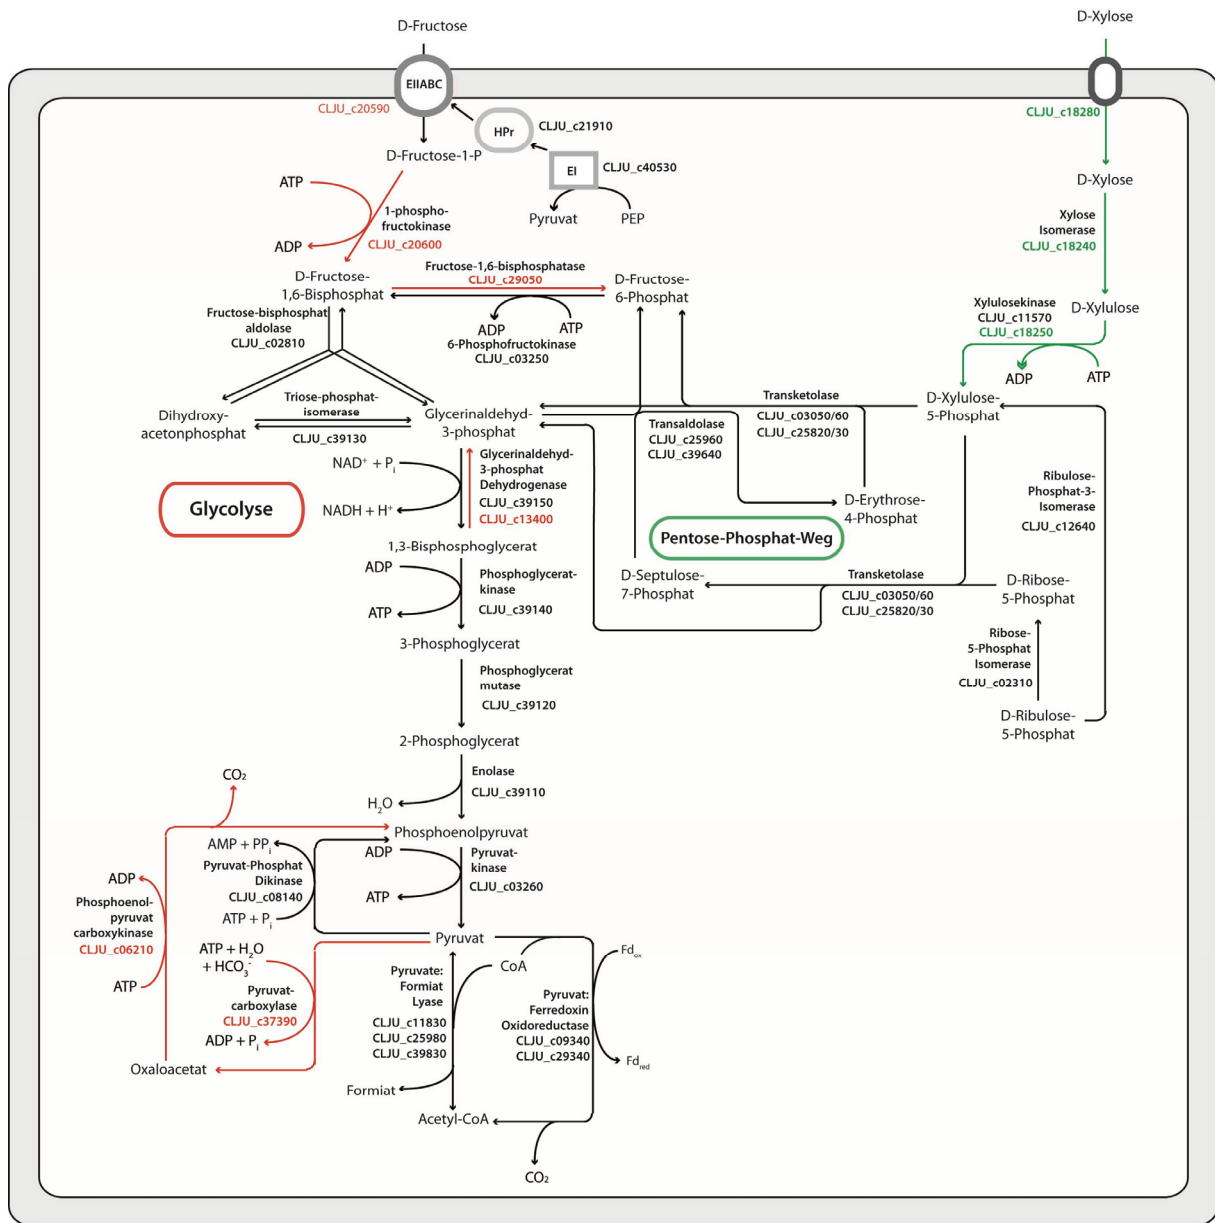 D-Fructose
D-Xylose
EIIABC
CLJU_c20590
HPr
CLJU_c21910
CLJU_c18280
D-Fructose-1-P
EI
CLJU_c40530
ATP
1-phospho-
fructokinase
CLJU_c20600
ADP
Pyruvat
PEP
D-Xylose
Xylose
Isomerase
CLJU_c18240
D-Fructose-
1,6-Bisphosphat
Fructose-1,6-bisphosphatase
CLJU_c29050
D-Fructose-
6-Phosphat
ADP
ATP
6-Phosphofructokinase
CLJU_c03250
Xylulosekinase
CLJU_c11570
CLJU_c18250
D-Xylulose
ADP
ATP
Fructose-bisphosphat
aldolase
CLJU_c02810
Dihydroxy-
acetonphosphat
Triose-phosphat-
isomerase
CLJU_c39130
Glycerinaldehyd-
3-phosphat
Transketolase
CLJU_c03050/60
CLJU_c25820/30
D-Xylulose-
5-Phosphat
Transaldolase
CLJU_c25960
CLJU_c39640
NAD⁺ + Pᵢ
NADH + H⁺
Glycerinaldehyd-
3-phosphat
Dehydrogenase
CLJU_c39150
CLJU_c13400
Glycolyse
D-Erythrose-
4-Phosphat
Ribulose-
Phosphat-3-
Isomerase
CLJU_c12640
Pentose-Phosphat-Weg
1,3-Bisphosphoglycerat
ADP
ATP
Phosphoglycerat-
kinase
CLJU_c39140
D-Septulose-
7-Phosphat
Transketolase
CLJU_c03050/60
CLJU_c25820/30
D-Ribose-
5-Phosphat
Ribose-
5-Phosphat
Isomerase
CLJU_c02310
D-Ribulose-
5-Phosphat
3-Phosphoglycerat
Phosphoglycerat
mutase
CLJU_c39120
2-Phosphoglycerat
Enolase
CLJU_c39110
H₂O
CO₂
Phosphoenolpyruvat
AMP + PPᵢ
Pyruvat-Phosphat
Dikinase
CLJU_c08140
ATP + Pᵢ
ADP
ATP
Pyruvat-
kinase
CLJU_c03260
ADP
Phosphoenol-
pyruvat
carboxykinase
CLJU_c06210
ATP
Pyruvat
ATP + H₂O
+ HCO₃⁻
Pyruvat-
carboxylase
CLJU_c37390
ADP + Pᵢ
Oxaloacetat
CoA
Pyruvate:
Formiat
Lyase
CLJU_c11830
CLJU_c25980
CLJU_c39830
Pyruvat:
Ferredoxin
Oxidoreductase
CLJU_c09340
CLJU_c29340
Fdₒₓ
Fd_red
Formiat
Acetyl-CoA
CO₂